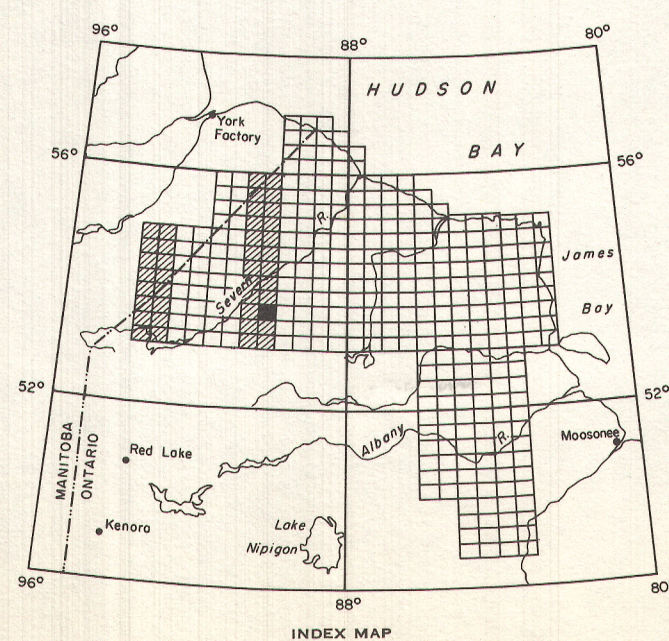 96°
88°
80°
HUDSON
BAY
York
Factory
56°
56°
R.
Severn
James
Bay
52°
52°
MANITOBA
ONTARIO
Red Lake
Albany
R.
Moosonee
Kenora
Lake
Nipigon
96°
88°
80
INDEX MAP